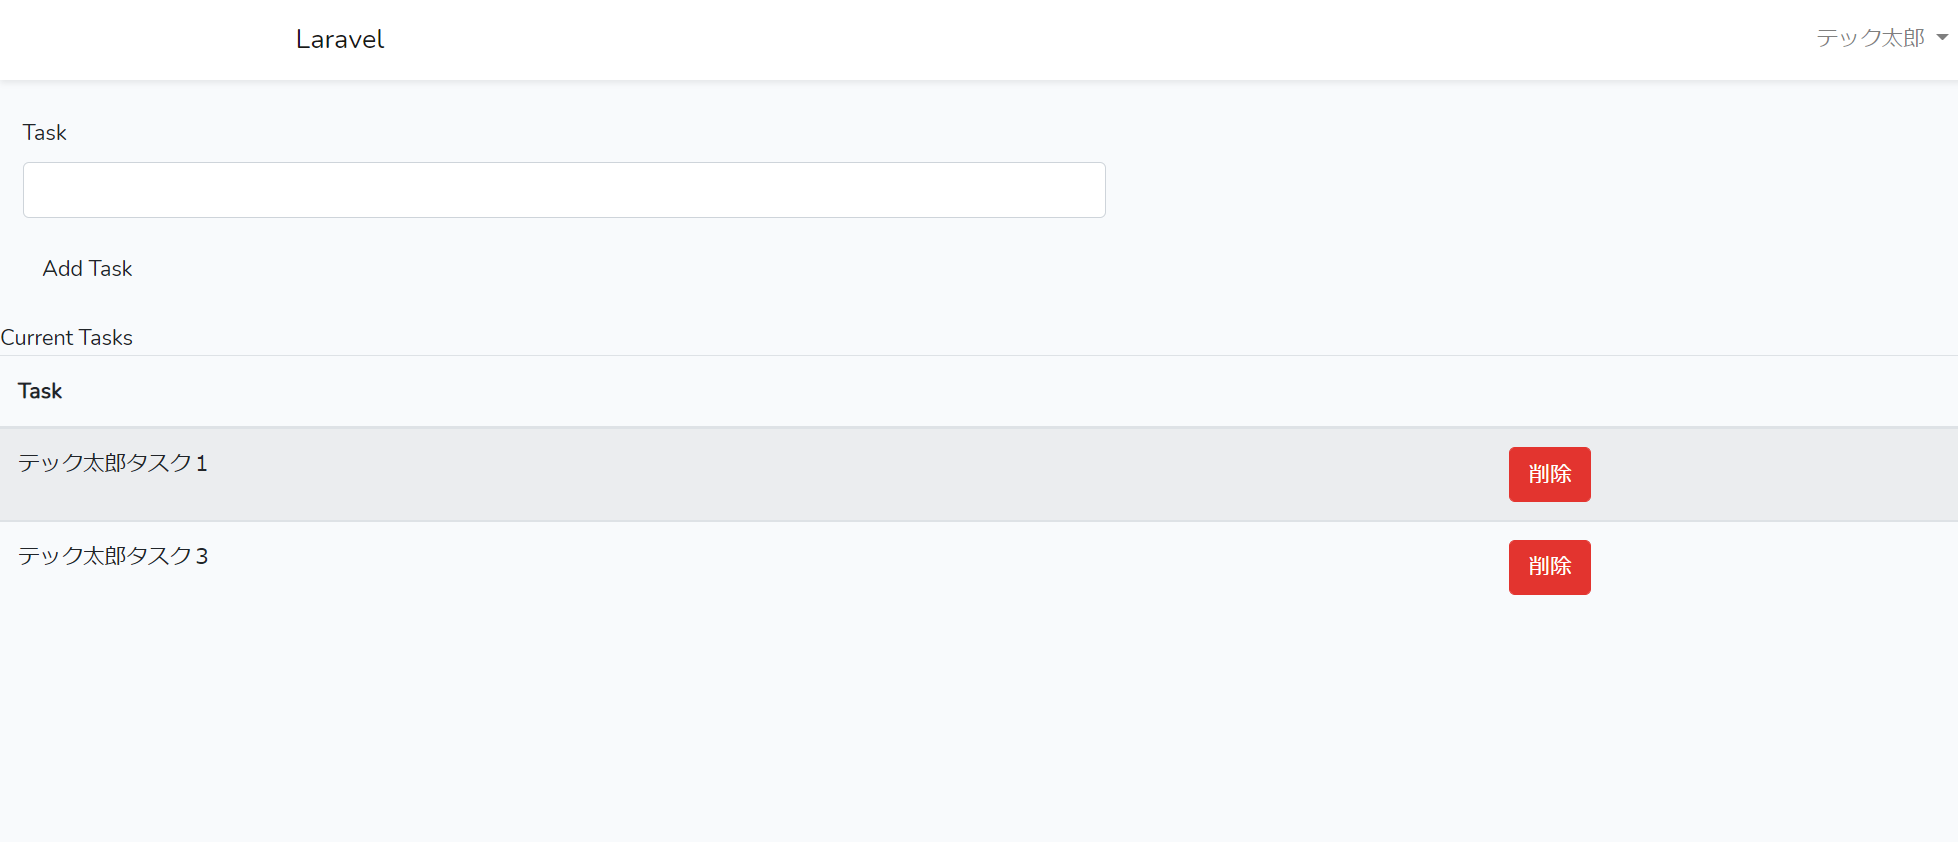 Laravel
テック太郎
Task
Add Task
Current Tasks
Task
テック太郎タスク1
削除
テック太郎タスク3
削除